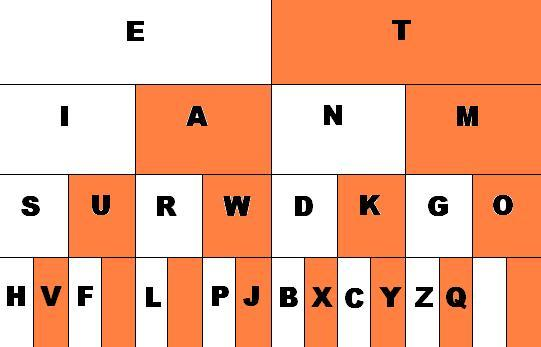 E T
I A N M
S U R W D K G O
H V F L P J B X C Y Z Q